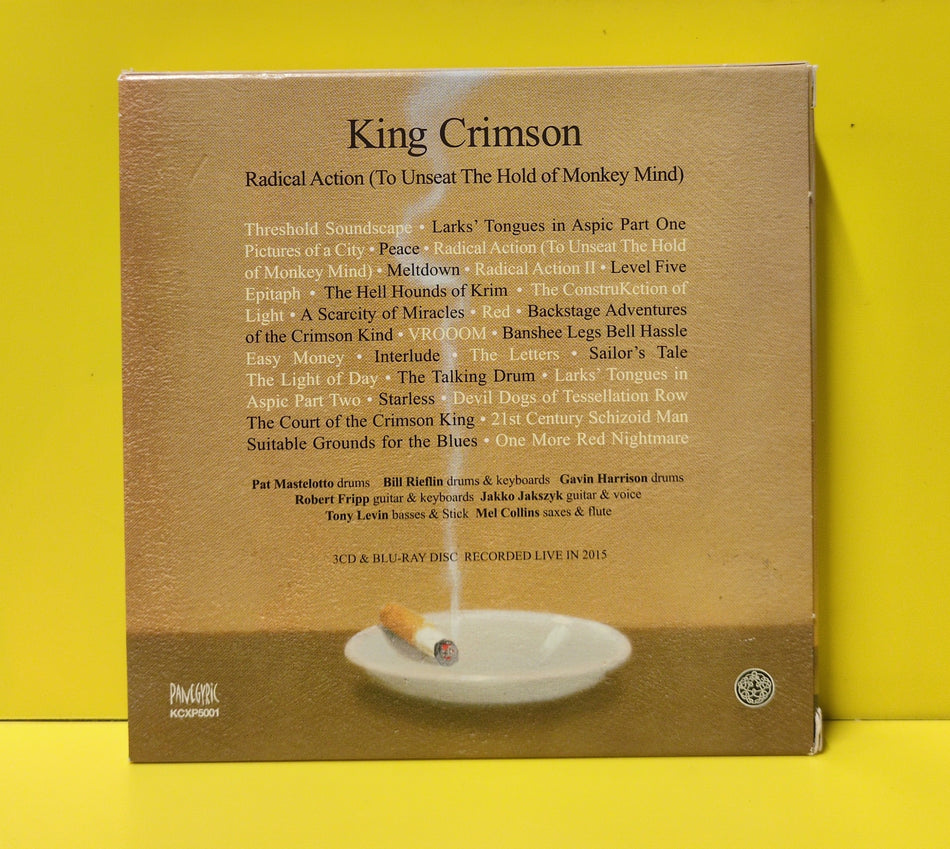 King Crimson
Radical Action (To Unseat The Hold of Monkey Mind)
Threshold Soundscape • Larks' Tongues in Aspic Part One
Pictures of a City • Peace • Radical Action (To Unseat The Hold
of Monkey Mind) • Meltdown • Radical Action II • Level Five
Epitaph • The Hell Hounds of Krim • The ConstruKction of
Light • A Scarcity of Miracles • Red • Backstage Adventures
of the Crimson Kind • VROOOM • Banshee Legs Bell Hassle
Easy Money • Interlude • The Letters • Sailor's Tale
The Light of Day • The Talking Drum • Larks' Tongues in
Aspic Part Two • Starless • Devil Dogs of Tessellation Row
The Court of the Crimson King • 21st Century Schizoid Man
Suitable Grounds for the Blues • One More Red Nightmare
Pat Mastelotto drums Bill Rieflin drums & keyboards Gavin Harrison drums
Robert Fripp guitar & keyboards Jakko Jakszyk guitar & voice
Tony Levin basses & Stick Mel Collins saxes & flute
3CD & BLU-RAY DISC RECORDED LIVE IN 2015
PANEGYRIC
KCXP5001